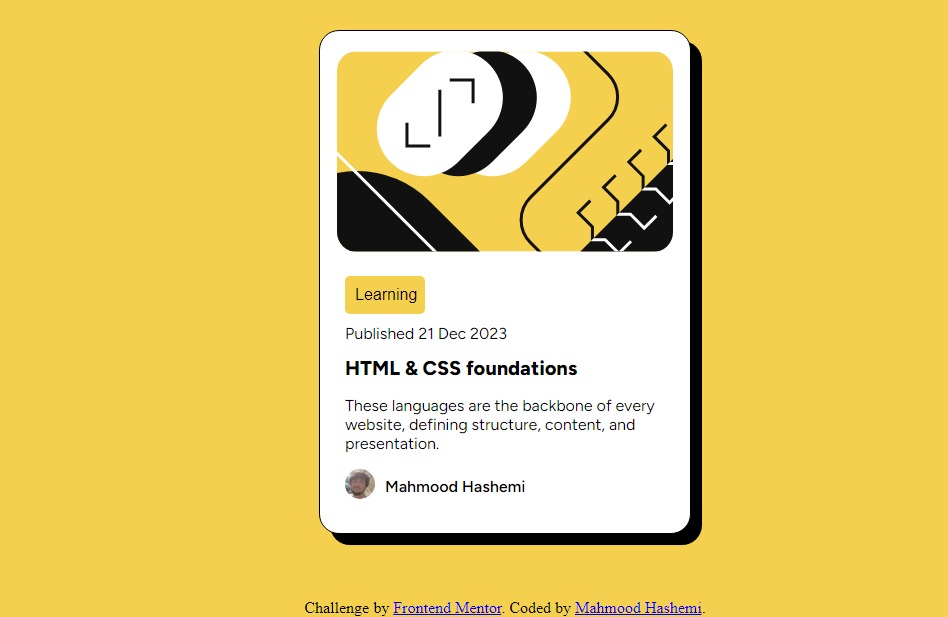 Learning
Published 21 Dec 2023
HTML & CSS foundations
These languages are the backbone of every
website, defining structure, content, and
presentation.
Mahmood Hashemi
Challenge by Frontend Mentor. Coded by Mahmood Hashemi.